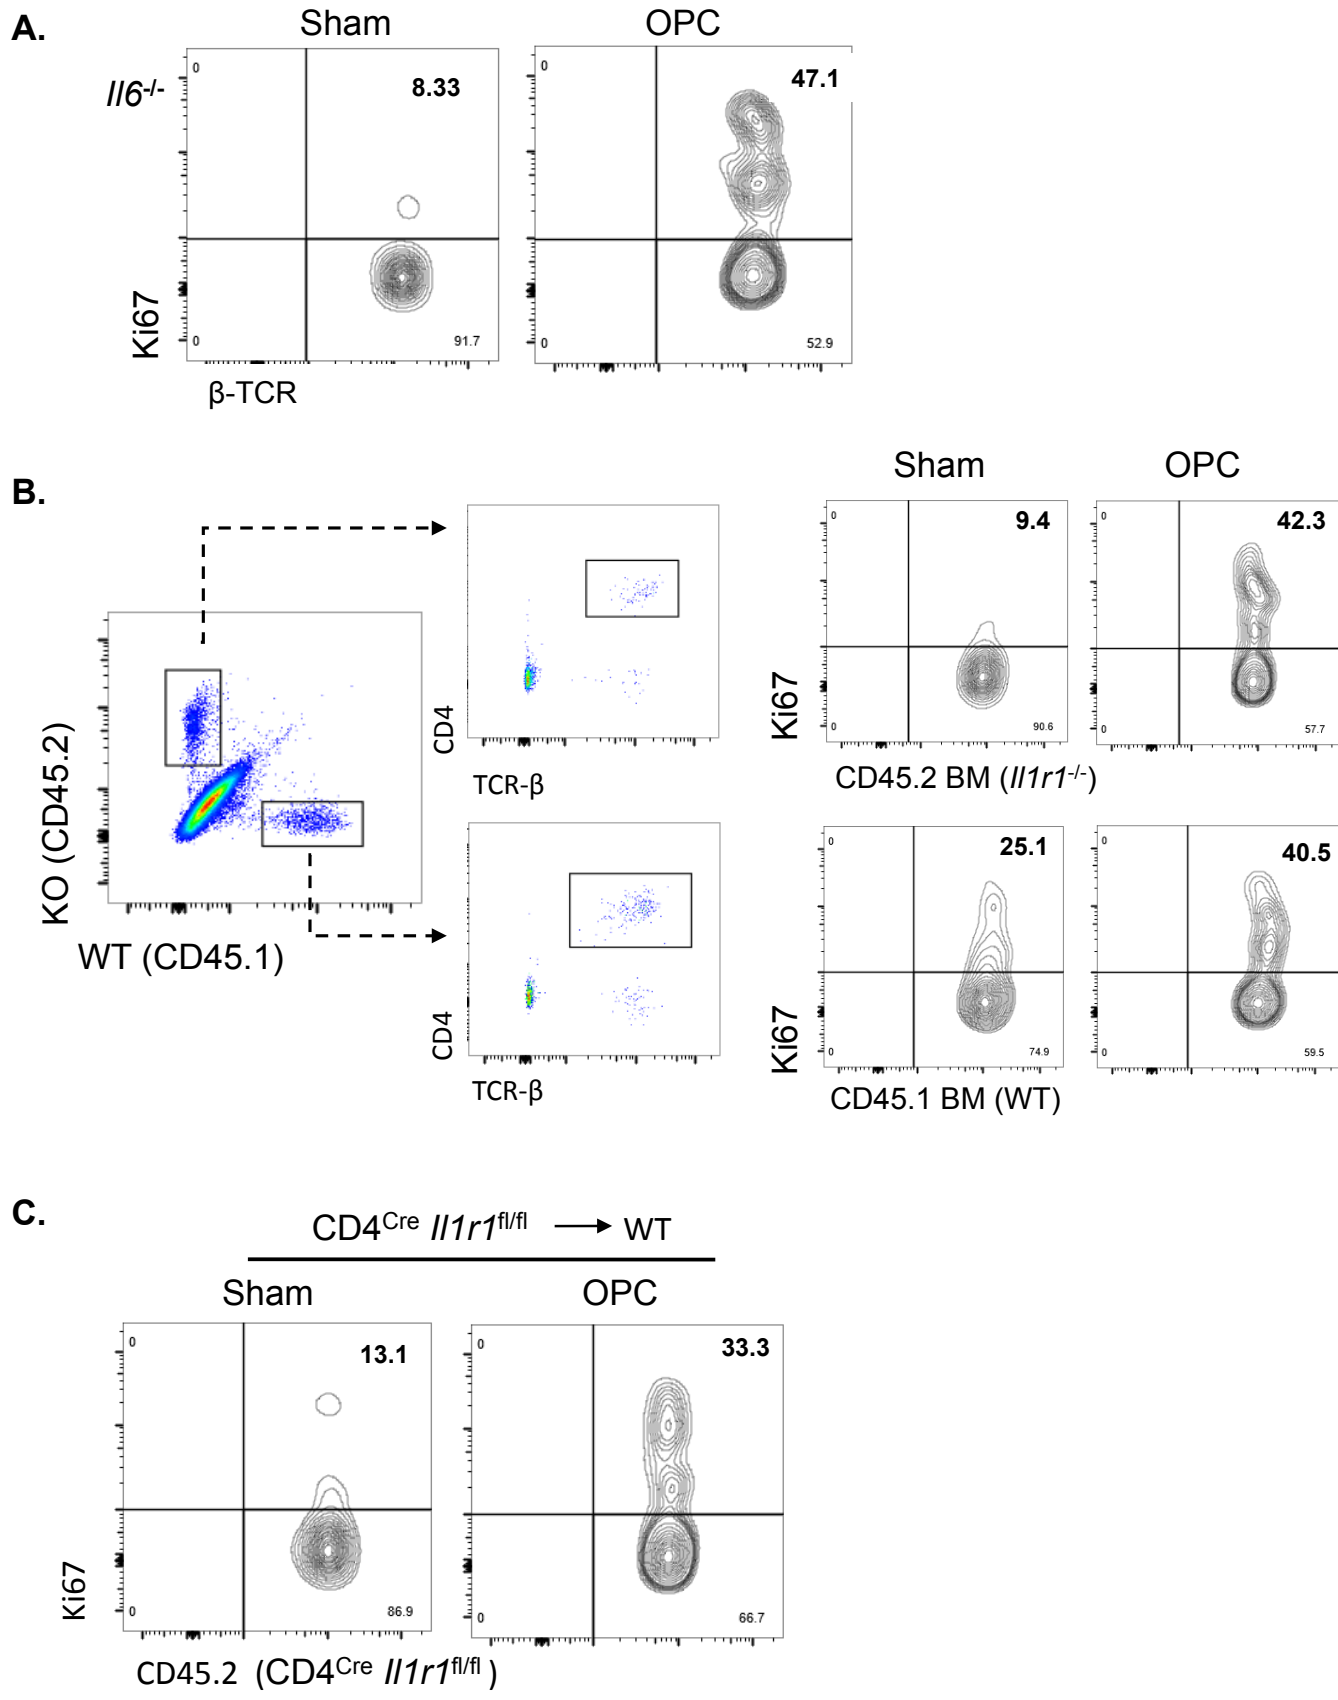 A.
Sham
OPC
Il6-/-
0
8.33
0
47.1
Ki67
0
91.7
0
52.9
β-TCR
B.
Sham
OPC
KO (CD45.2)
WT (CD45.1)
CD4
TCR-β
CD4
TCR-β
Ki67
0
9.4
0
90.6
0
42.3
0
57.7
CD45.2 BM (Il1r1-/-)
Ki67
0
25.1
0
74.9
0
40.5
0
59.5
CD45.1 BM (WT)
C.
CD4Cre Il1r1fl/fl → WT
Sham
OPC
0
13.1
0
33.3
Ki67
0
86.9
0
66.7
CD45.2 (CD4Cre Il1r1fl/fl )